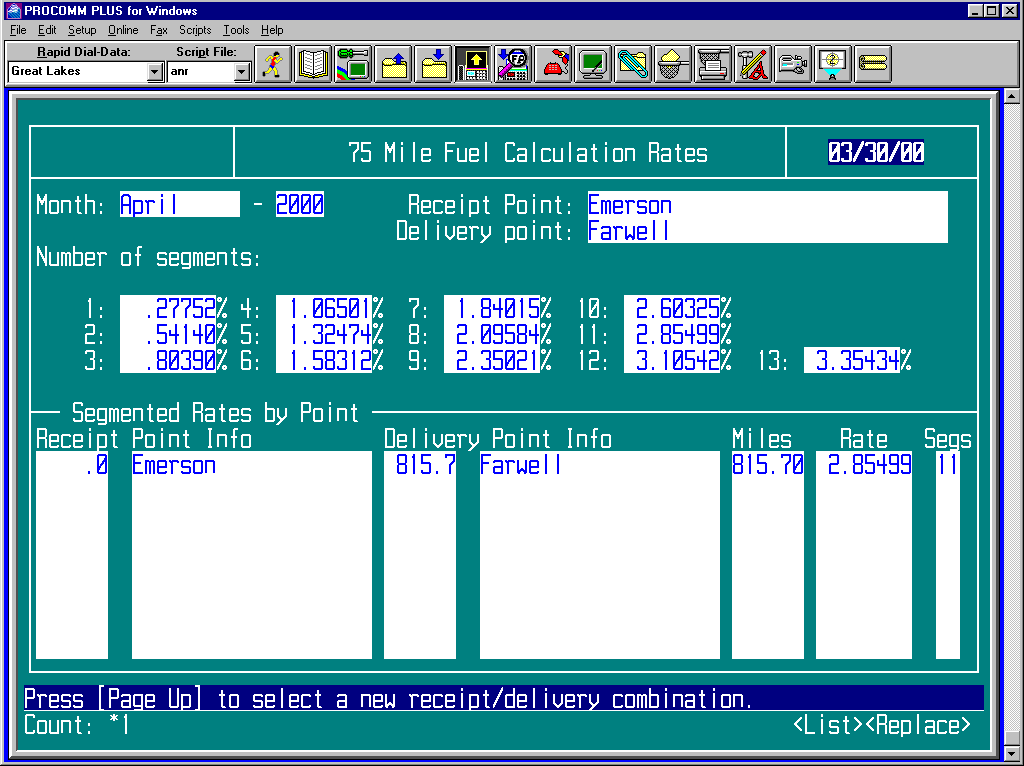 PROCOMM PLUS for Windows
File Edit Setup Online Fax Scripts Tools Help
Rapid Dial-Data: Script File:
Great Lakes anr
75 Mile Fuel Calculation Rates 03/30/00
Month: April - 2000 Receipt Point: Emerson
Delivery point: Farwell
Number of segments:
1: .27752% 4: 1.06501% 7: 1.84015% 10: 2.60325%
2: .54140% 5: 1.32474% 8: 2.09584% 11: 2.85499%
3: .80390% 6: 1.58312% 9: 2.35021% 12: 3.10542% 13: 3.35434%
Segmented Rates by Point
Receipt Point Info Delivery Point Info Miles Rate Segs
.0 Emerson 815.7 Farwell 815.70 2.85499 11
Press [Page Up] to select a new receipt/delivery combination.
Count: *1 <List><Replace>